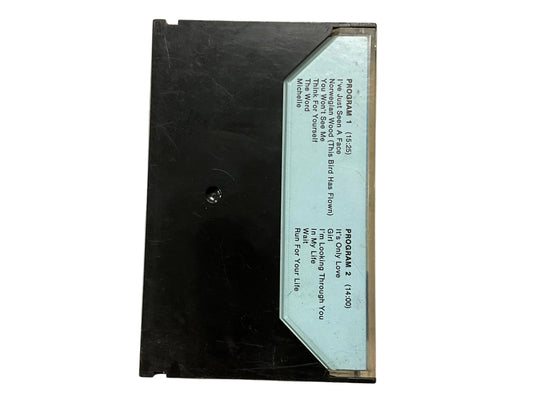 PROGRAM 1 (15:25)
I've Just Seen A Face
Norwegian Wood (This Bird Has Flown)
You Won't See Me
Think For Yourself
The Word
Michelle
PROGRAM 2 (14:00)
It's Only Love
Girl
I'm Looking Through You
In My Life
Wait
Run For Your Life